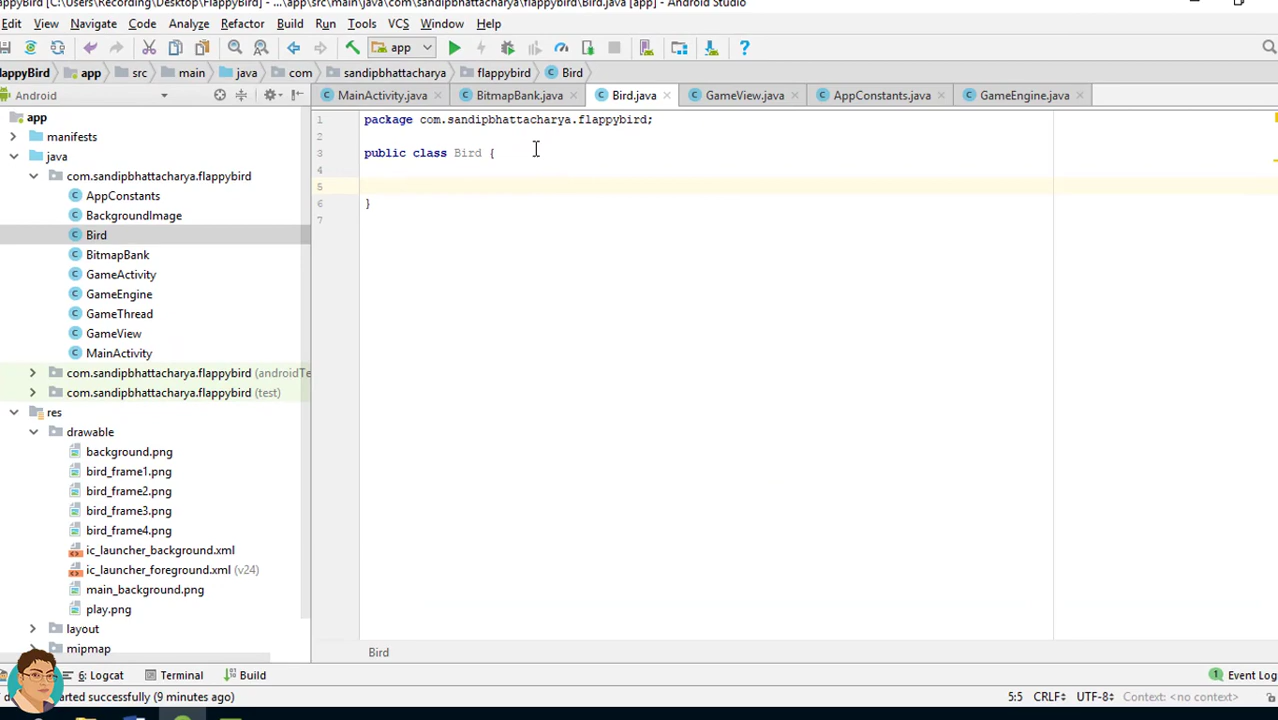 appyBird [C:\Users\Recording\Desktop\FlappyBird] - ...\app\src\main\java\com\sandipbhattacharya\flappybird\Bird.java [app] - Android Studio
Edit View Navigate Code Analyze Refactor Build Run Tools VCS Window Help
app
lappyBird app src main java com sandipbhattacharya flappybird Bird
Android
MainActivity.java BitmapBank.java Bird.java GameView.java AppConstants.java GameEngine.java
app
manifests
java
com.sandipbhattacharya.flappybird
AppConstants
BackgroundImage
Bird
BitmapBank
GameActivity
GameEngine
GameThread
GameView
MainActivity
com.sandipbhattacharya.flappybird (androidTe
com.sandipbhattacharya.flappybird (test)
res
drawable
background.png
bird_frame1.png
bird_frame2.png
bird_frame3.png
bird_frame4.png
ic_launcher_background.xml
ic_launcher_foreground.xml (v24)
main_background.png
play.png
layout
mipmap
1 package com.sandipbhattacharya.flappybird;
2
3 public class Bird {
4
5
6 }
7
Bird
6: Logcat Terminal Build 1 Event Log
arted successfully (9 minutes ago) 5:5 CRLF UTF-8 Context: <no context>